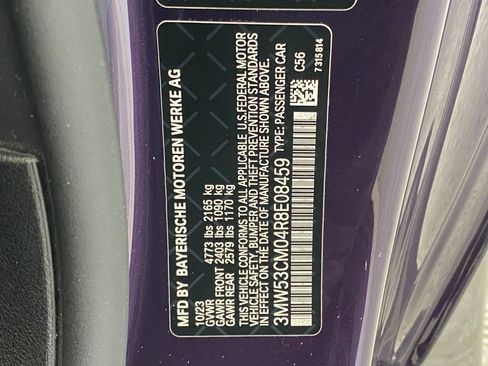 MFD BY BAYERISCHE MOTOREN WERKE AG
10/23
GVWR 4773 lbs 2165 kg
GAWR FRONT 2403 lbs 1090 kg
GAWR REAR 2579 lbs 1170 kg
THIS VEHICLE CONFORMS TO ALL APPLICABLE U.S. FEDERAL MOTOR
VEHICLE SAFETY, BUMPER AND THEFT PREVENTION STANDARDS
IN EFFECT ON THE DATE OF MANUFACTURE SHOWN ABOVE.
3MW53CM04R8E08459 TYPE: PASSENGER CAR
C56
7315814